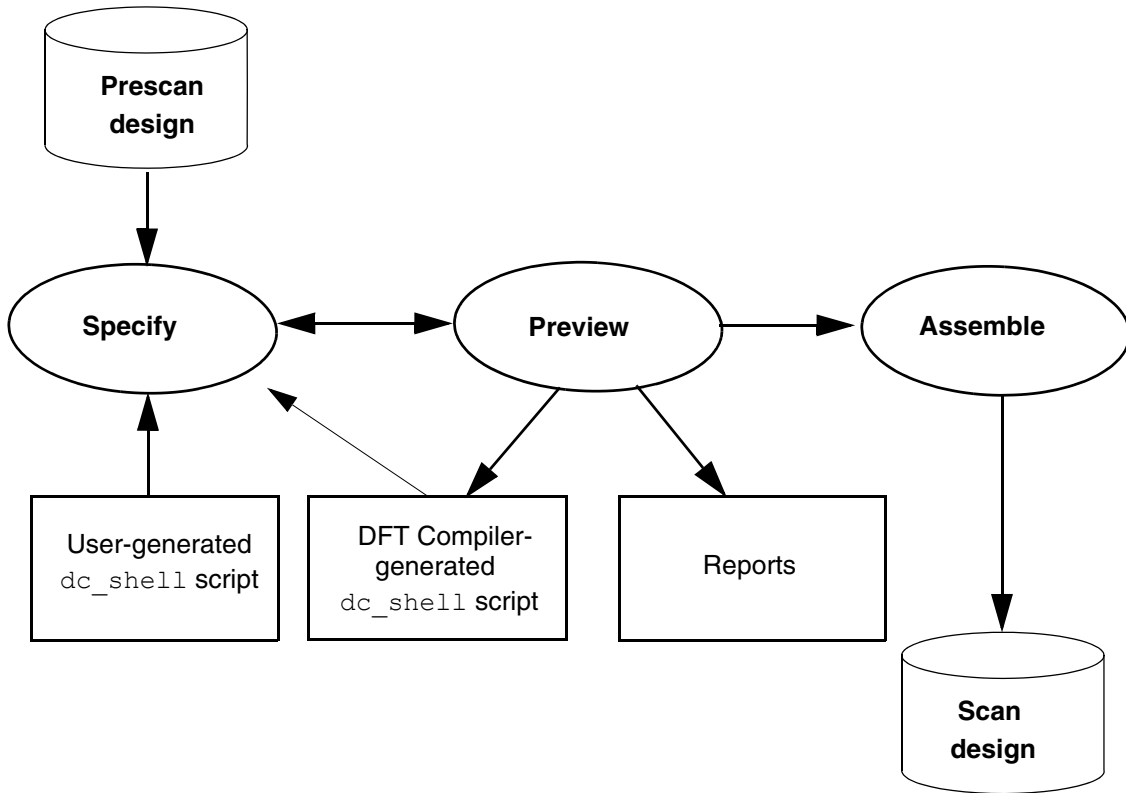 Prescan
design
Specify
Preview
Assemble
User-generated
dc_shell script
DFT Compiler-
generated
dc_shell script
Reports
Scan
design